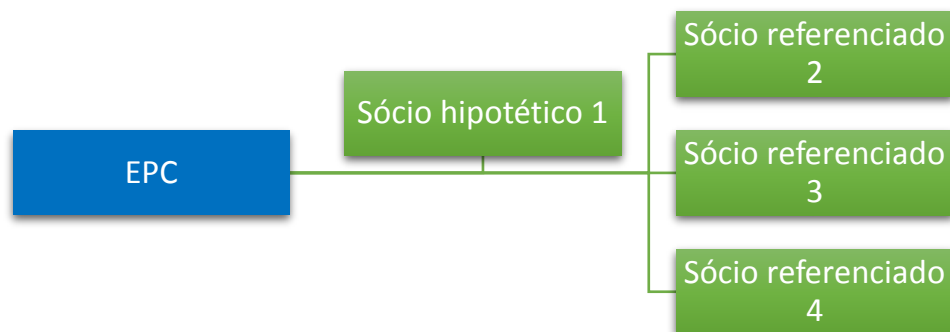 EPC
Sócio hipotético 1
Sócio referenciado
2
Sócio referenciado
3
Sócio referenciado
4